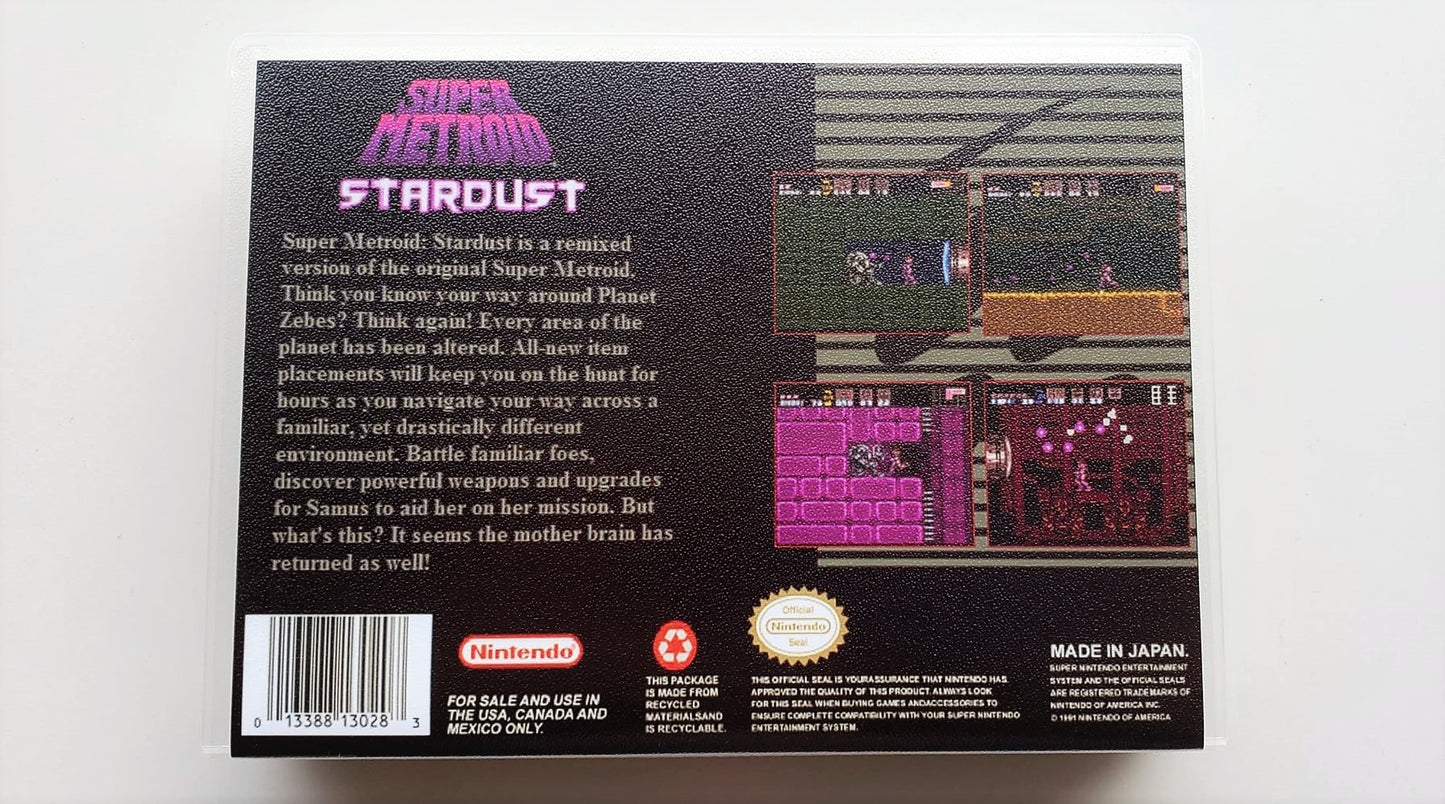 SUPER
METROID
STARDUST
Super Metroid: Stardust is a remixed
version of the original Super Metroid.
Think you know your way around Planet
Zebes? Think again! Every area of the
planet has been altered. All-new item
placements will keep you on the hunt for
hours as you navigate your way across a
familiar, yet drastically different
environment. Battle familiar foes,
discover powerful weapons and upgrades
for Samus to aid her on her mission. But
what's this? It seems the mother brain has
returned as well!
0 13388 13028 3
Nintendo®
FOR SALE AND USE IN
THE USA, CANADA AND
MEXICO ONLY.
THIS PACKAGE
IS MADE FROM
RECYCLED
MATERIALSAND
IS RECYCLABLE.
Official
Nintendo
Seal
THIS OFFICIAL SEAL IS YOURASSURANCE THAT NINTENDO HAS
APPROVED THE QUALITY OF THIS PRODUCT. ALWAYS LOOK
FOR THIS SEAL WHEN BUYING GAMES ANDACCESSORIES TO
ENSURE COMPLETE COMPATIBILITY WITH YOUR SUPER NINTENDO
ENTERTAINMENT SYSTEM.
MADE IN JAPAN.
SUPER NINTENDO ENTERTAINMENT
SYSTEM AND THE OFFICIAL SEALS
ARE REGISTERED TRADEMARKS OF
NINTENDO OF AMERICA INC.
© 1991 NINTENDO OF AMERICA